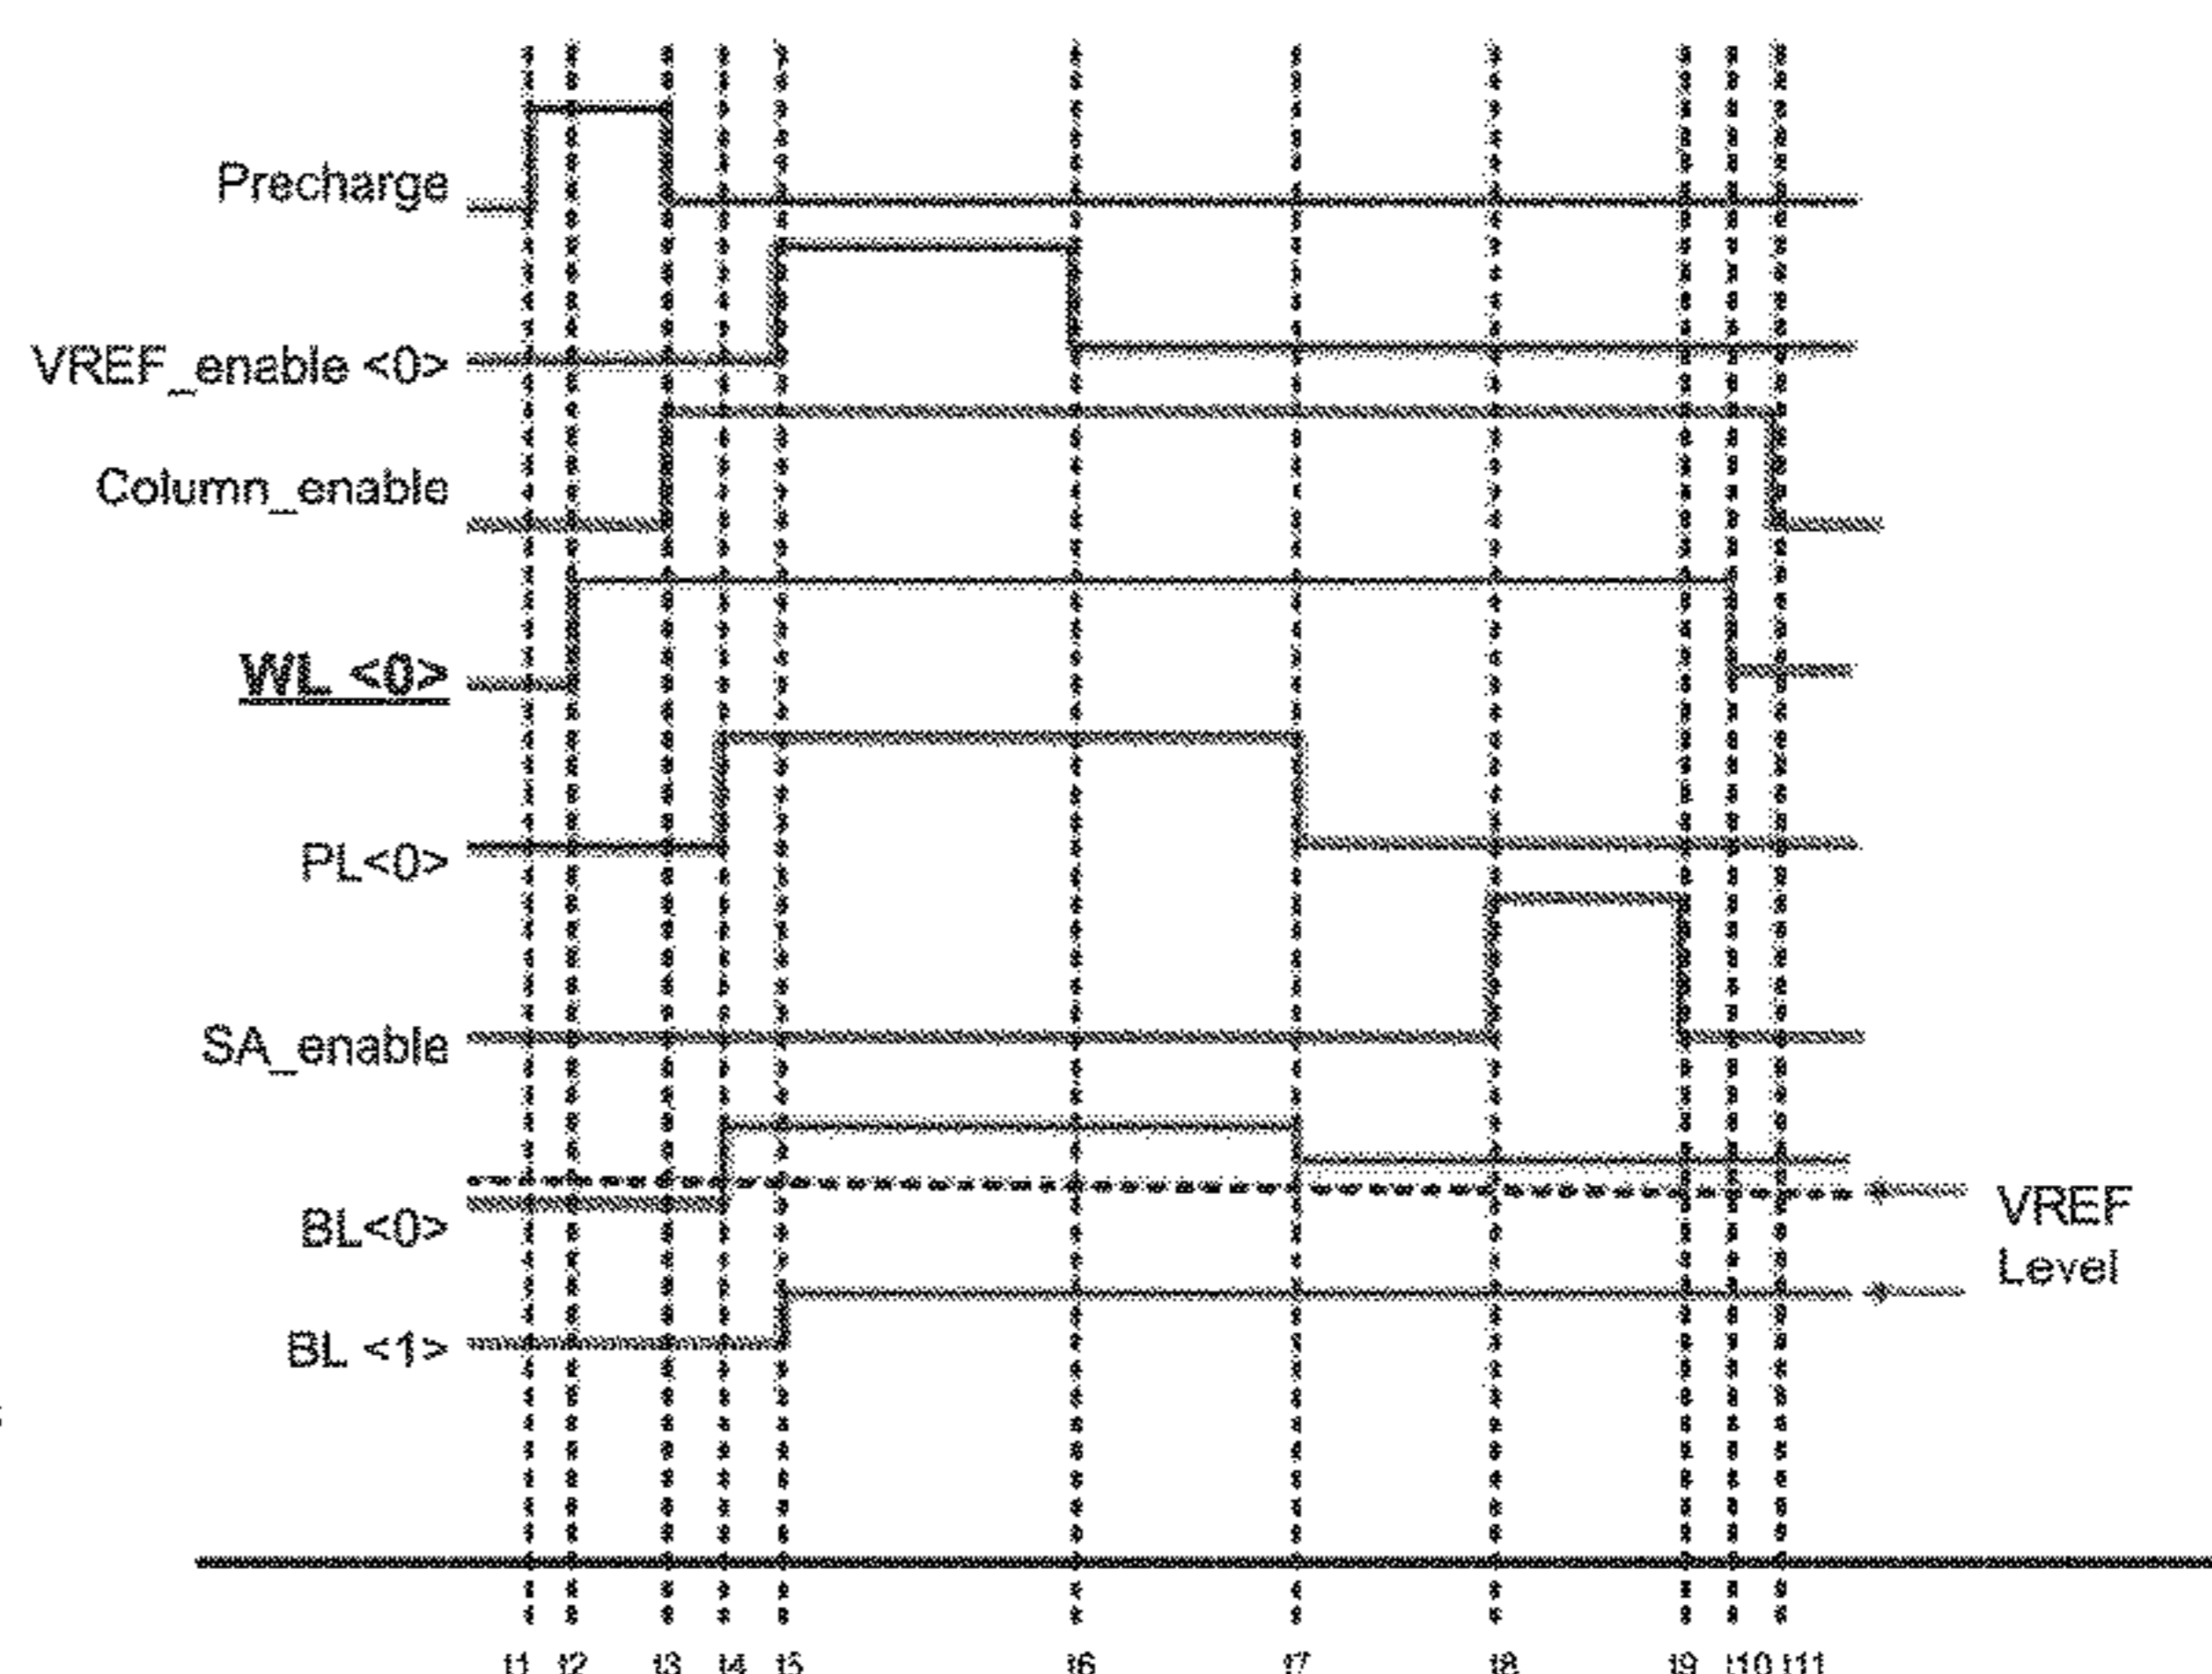 Precharge
VREF_enable <0>
Column_enable
WL <0>
PL<0>
SA_enable
BL<0>
VREF
Level
BL <1>
t1 t2 t3 t4 t5 t6 t7 t8 t9 t10 t11